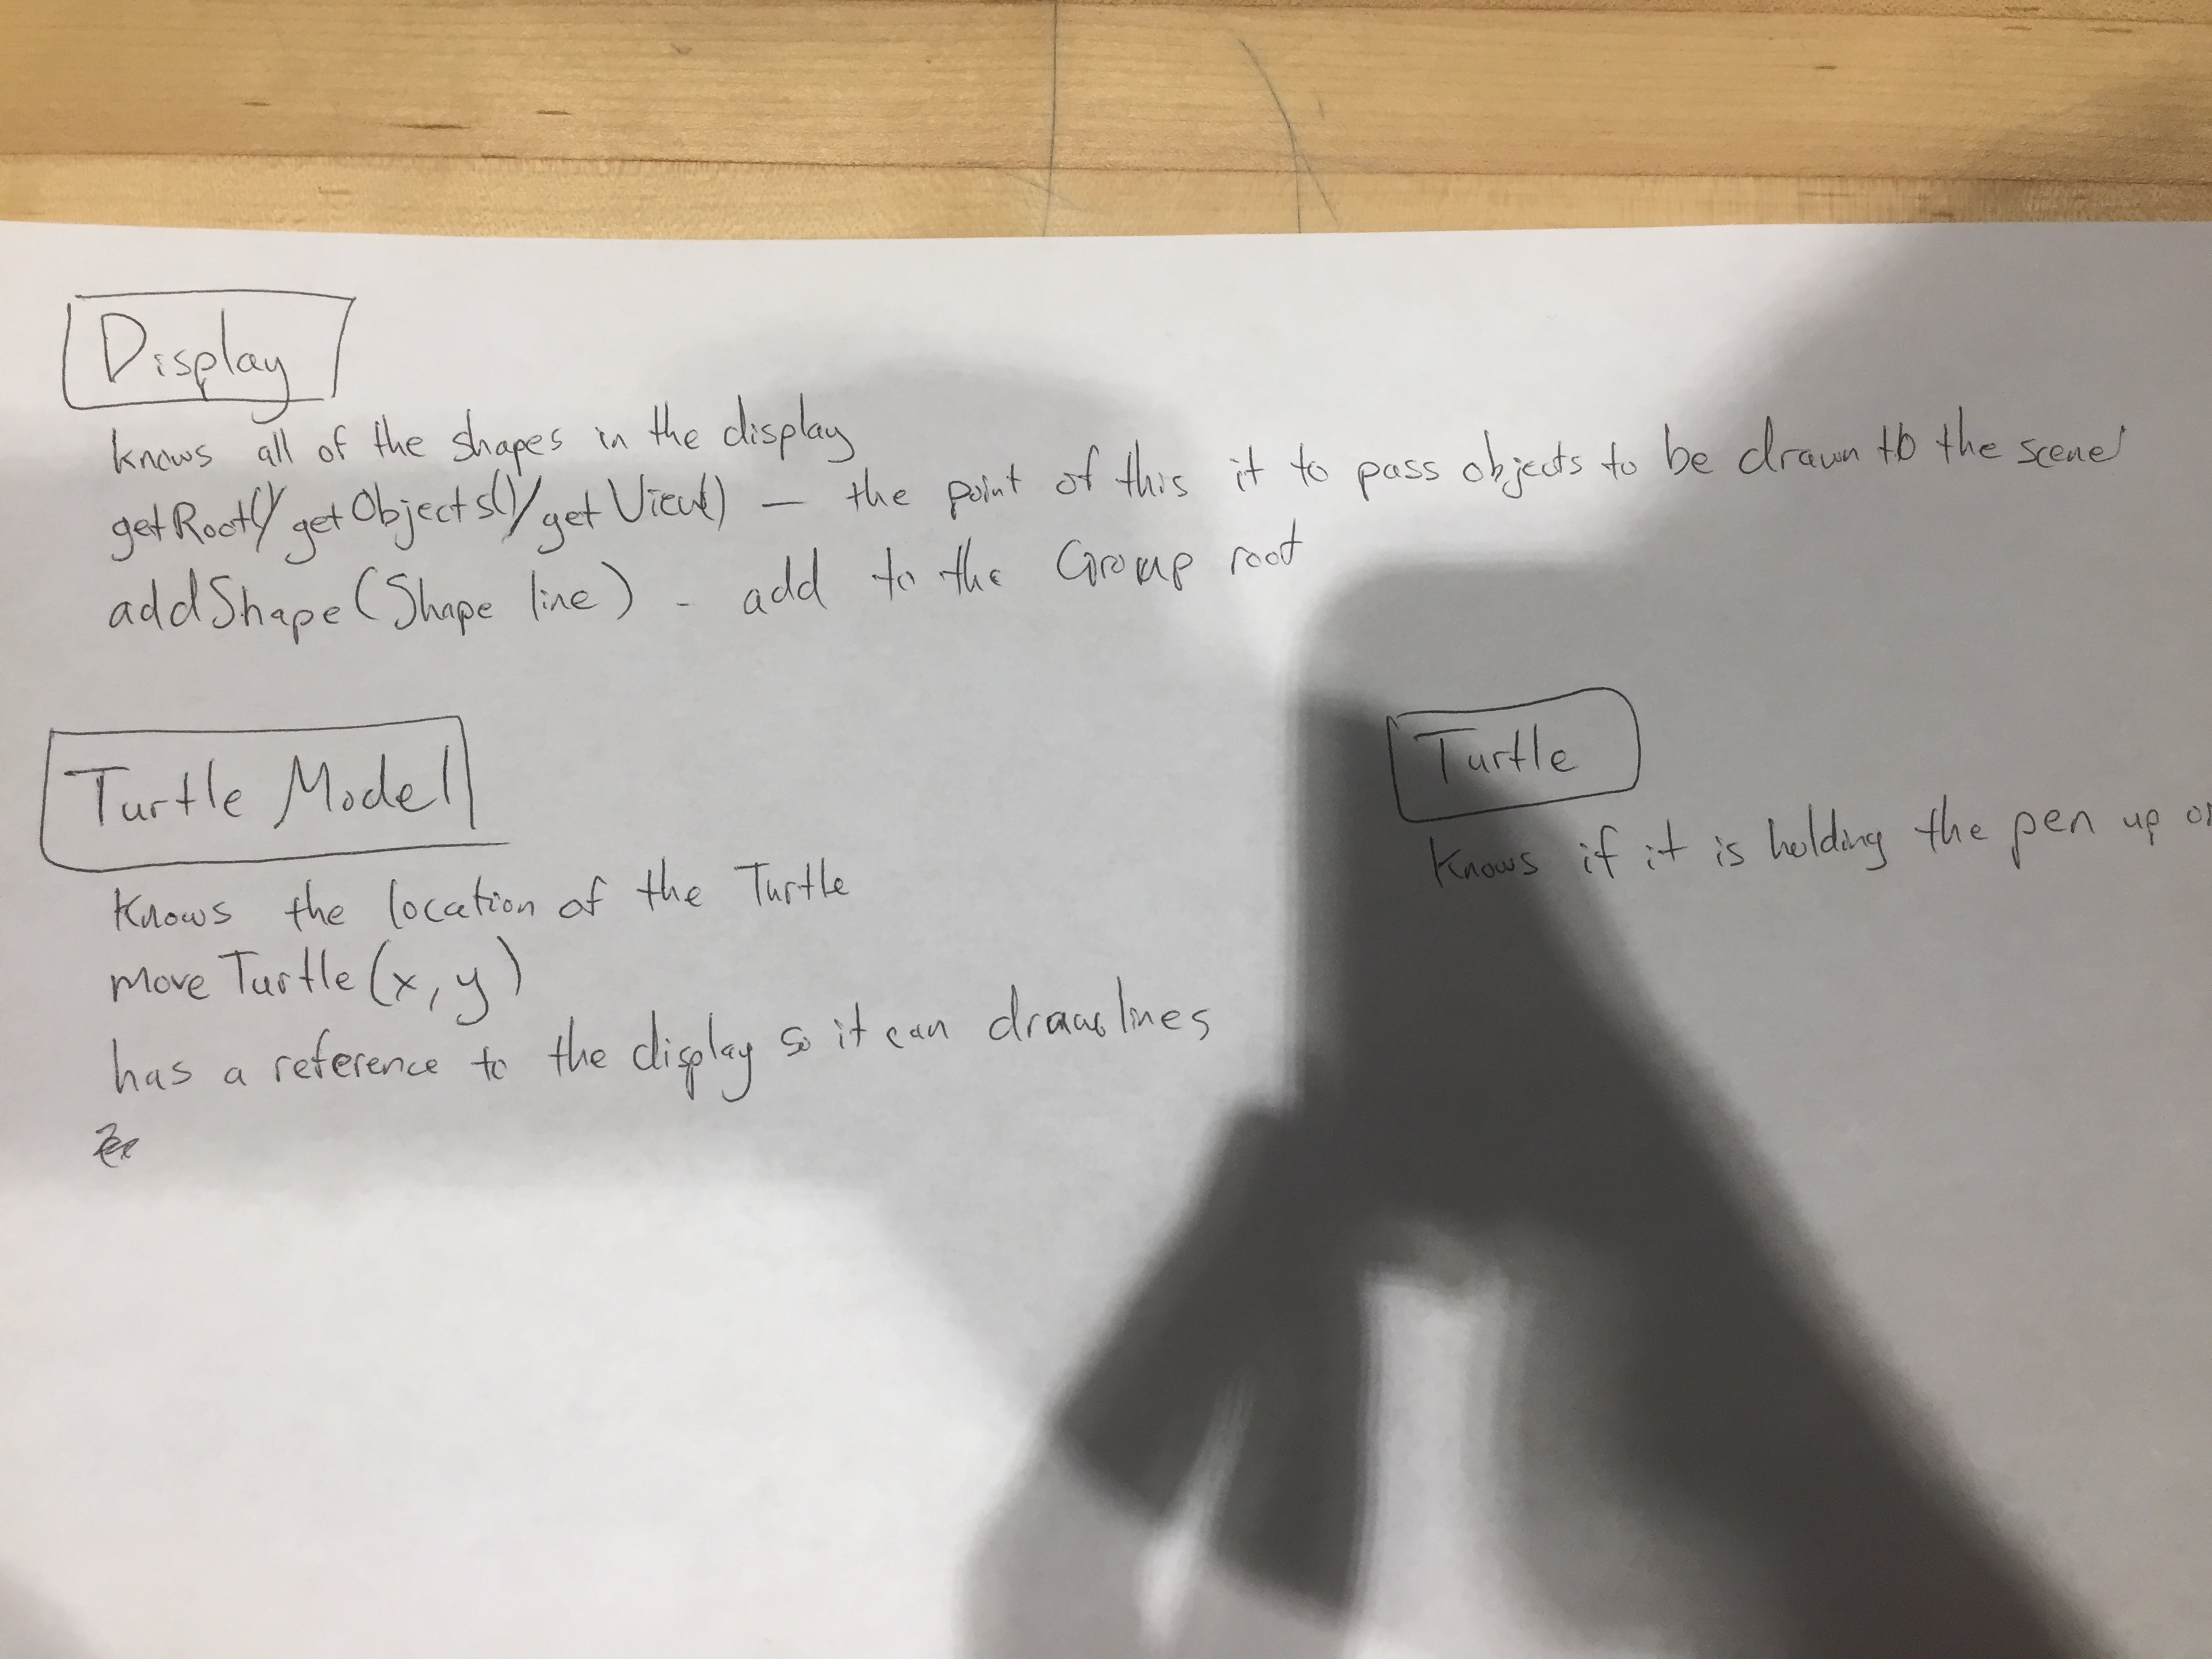 Display
knows all of the shapes in the display
getRoot()/getObjects()/getView() — the point of this it to pass objects to be drawn to the scene
addShape(Shape line) - add to the Group root
Turtle Model
Knows the location of the Turtle
move Turtle(x,y)
has a reference to the display so it can draw lines
Turtle
Knows if it is holding the pen up or